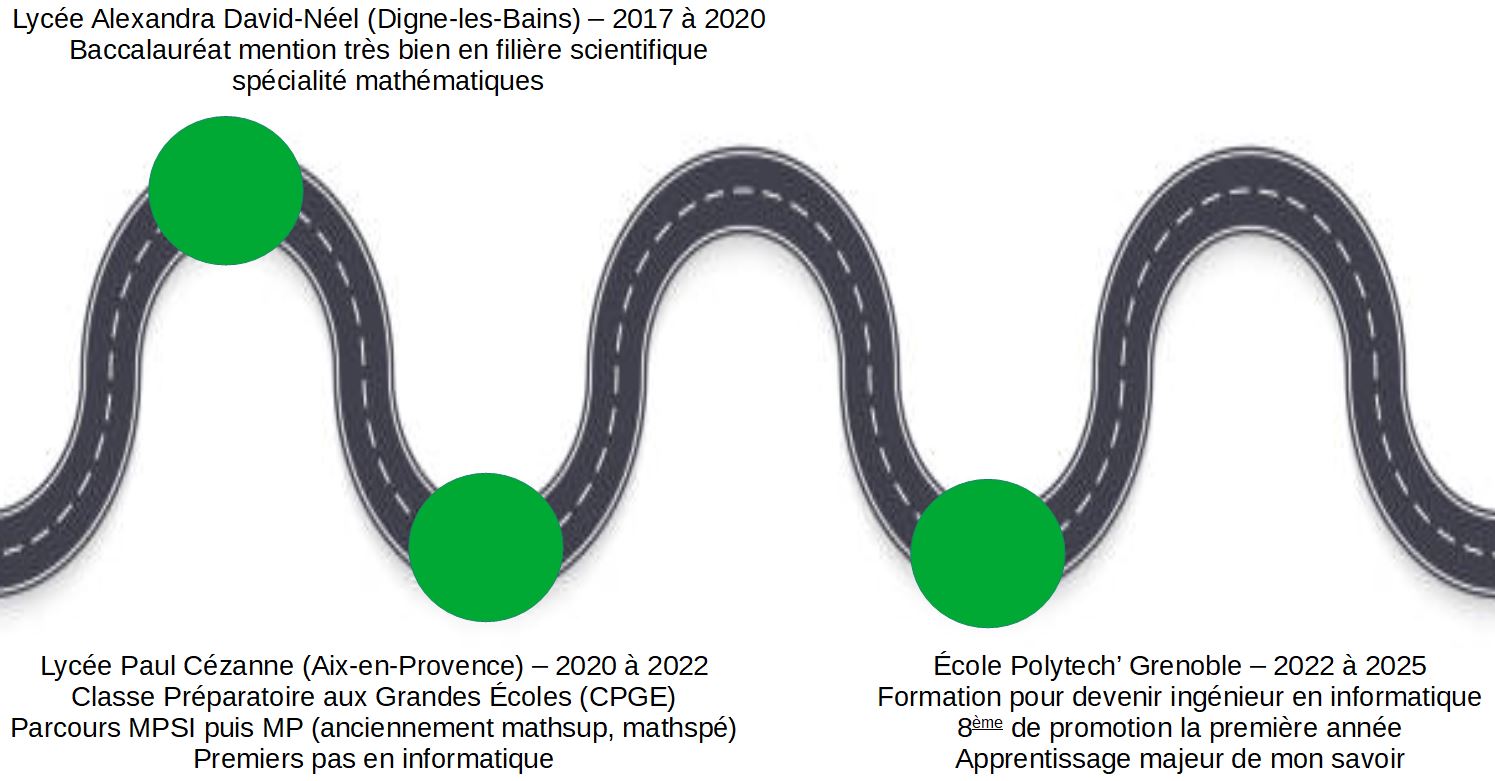 Lycée Alexandra David-Néel (Digne-les-Bains) – 2017 à 2020
Baccalauréat mention très bien en filière scientifique
spécialité mathématiques
Lycée Paul Cézanne (Aix-en-Provence) – 2020 à 2022
Classe Préparatoire aux Grandes Écoles (CPGE)
Parcours MPSI puis MP (anciennement mathsup, mathspé)
Premiers pas en informatique
École Polytech’ Grenoble – 2022 à 2025
Formation pour devenir ingénieur en informatique
8ème de promotion la première année
Apprentissage majeur de mon savoir